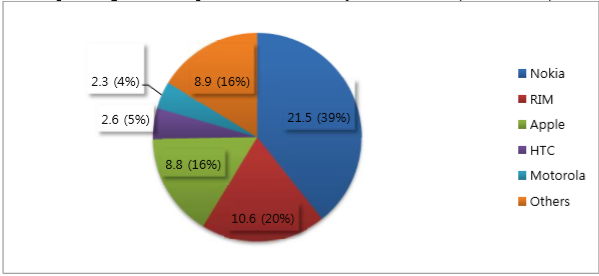 2.3 (4%)
8.9 (16%)
2.6 (5%)
21.5 (39%)
8.8 (16%)
10.6 (20%)
Nokia
RIM
Apple
HTC
Motorola
Others